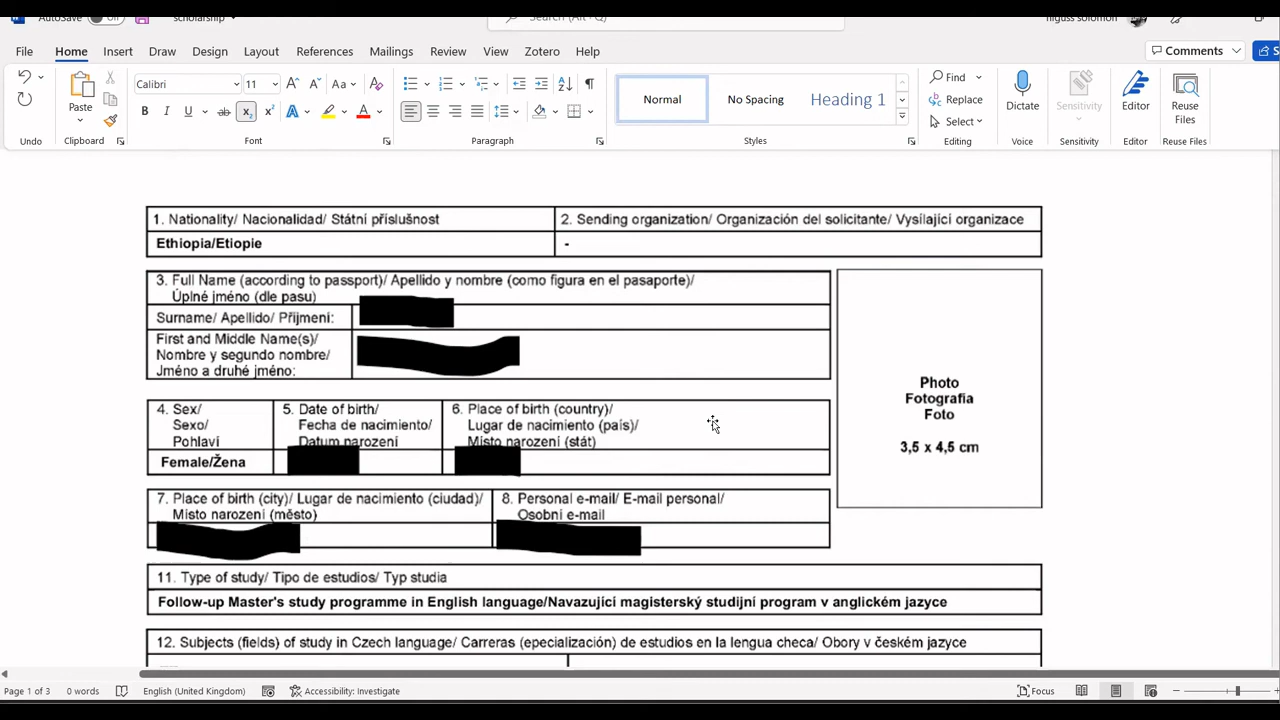 AutoSave Off scholarship Search (Alt+Q) niguss solomon
File Home Insert Draw Design Layout References Mailings Review View Zotero Help Comments
Calibri 11 Normal No Spacing Heading 1 Find
Paste Replace Dictate Sensitivity Editor Reuse Files
Select
Undo Clipboard Font Paragraph Styles Editing Voice Sensitivity Editor Reuse Files
1. Nationality/ Nacionalidad/ Státní příslušnost 2. Sending organization/ Organización del solicitante/ Vysílající organizace
Ethiopia/Etiopie -
3. Full Name (according to passport)/ Apellido y nombre (como figura en el pasaporte)/
Úplné jméno (dle pasu)
Surname/ Apellido/ Příjmení:
First and Middle Name(s)/
Nombre y segundo nombre/
Jméno a druhé jméno:
Photo
Fotografia
Foto
3,5 x 4,5 cm
4. Sex/
Sexo/
Pohlaví
5. Date of birth/
Fecha de nacimiento/
Datum narození
6. Place of birth (country)/
Lugar de nacimiento (país)/
Místo narození (stát)
Female/Žena
7. Place of birth (city)/ Lugar de nacimiento (ciudad)/
Místo narození (město)
8. Personal e-mail/ E-mail personal/
Osobní e-mail
11. Type of study/ Tipo de estudios/ Typ studia
Follow-up Master's study programme in English language/Navazující magisterský studijní program v anglickém jazyce
12. Subjects (fields) of study in Czech language/ Carreras (epecialización) de estudios en la lengua checa/ Obory v českém jazyce
Page 1 of 3 0 words English (United Kingdom) Accessibility: Investigate Focus